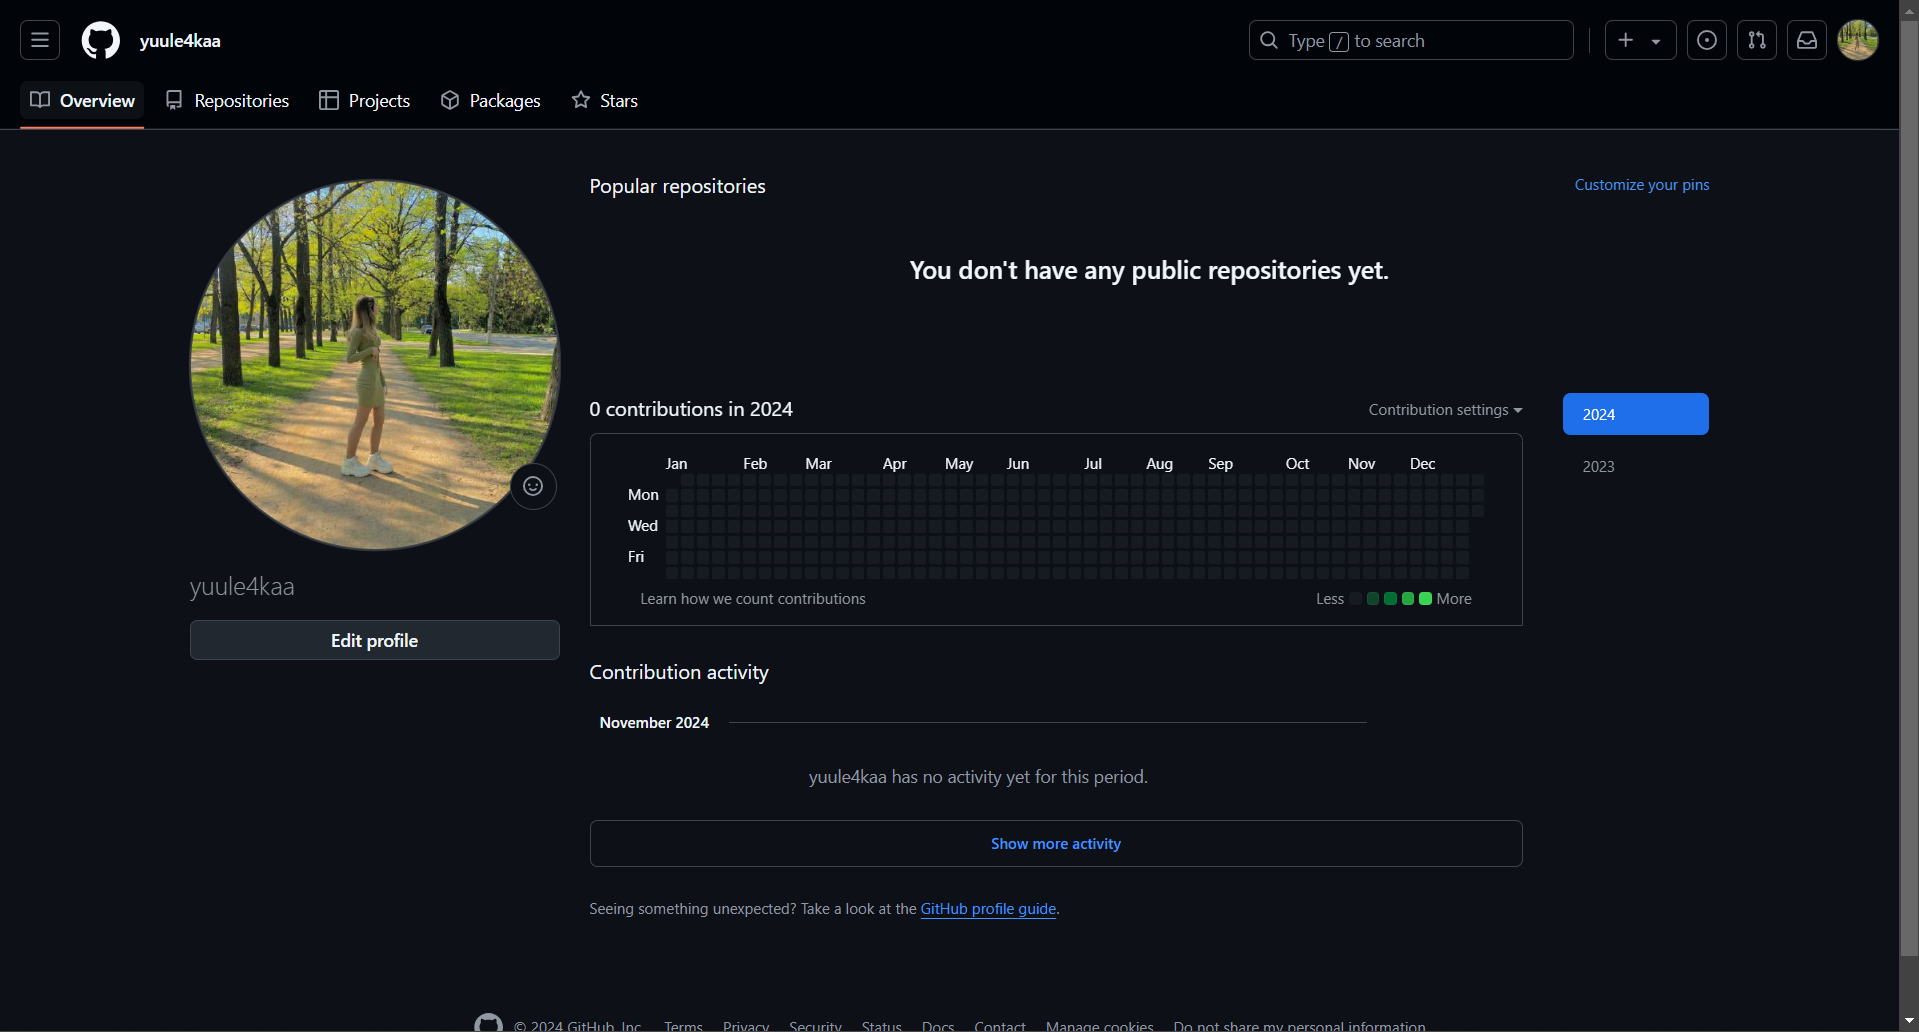 yuule4kaa
Type / to search
Overview
Repositories
Projects
Packages
Stars
Popular repositories
Customize your pins
You don't have any public repositories yet.
0 contributions in 2024
Contribution settings
2024
2023
Jan Feb Mar Apr May Jun Jul Aug Sep Oct Nov Dec
Mon
Wed
Fri
Learn how we count contributions
Less More
yuule4kaa
Edit profile
Contribution activity
November 2024
yuule4kaa has no activity yet for this period.
Show more activity
Seeing something unexpected? Take a look at the GitHub profile guide.
© 2024 GitHub, Inc. Terms Privacy Security Status Docs Contact Manage cookies Do not share my personal information